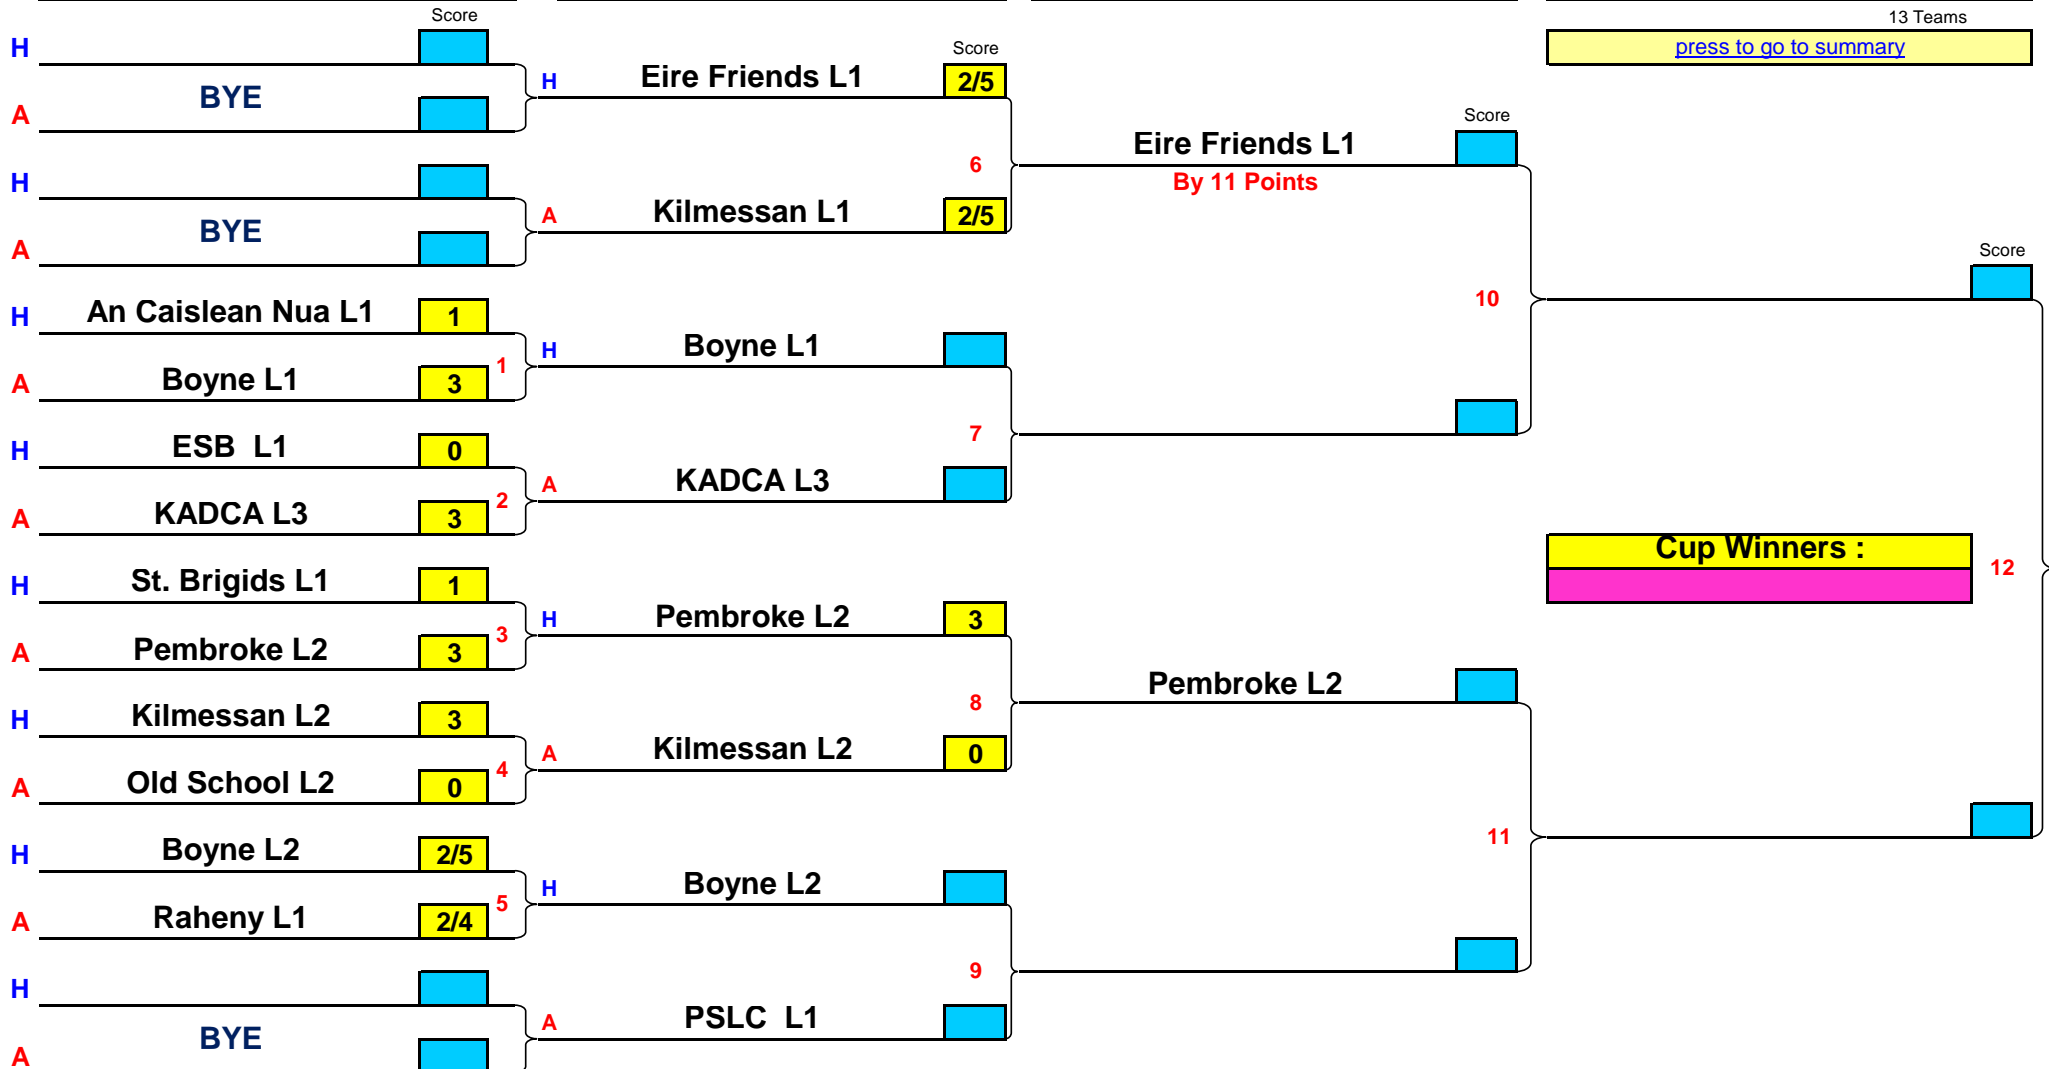 Score
13 Teams
H
press to go to summary
Score
H Eire Friends L1 2/5
BYE
A
Score
Eire Friends L1
6
H
By 11 Points
A Kilmessan L1 2/5
BYE
A
Score
10
H An Caislean Nua L1 1
H Boyne L1
1
A Boyne L1 3
7
H ESB L1 0
A KADCA L3
2
A KADCA L3 3
Cup Winners :
12
H St. Brigids L1 1
H Pembroke L2 3
3
A Pembroke L2 3
Pembroke L2
8
H Kilmessan L2 3
A Kilmessan L2 0
4
A Old School L2 0
11
H Boyne L2 2/5
H Boyne L2
5
A Raheny L1 2/4
9
H
A PSLC L1
BYE
A